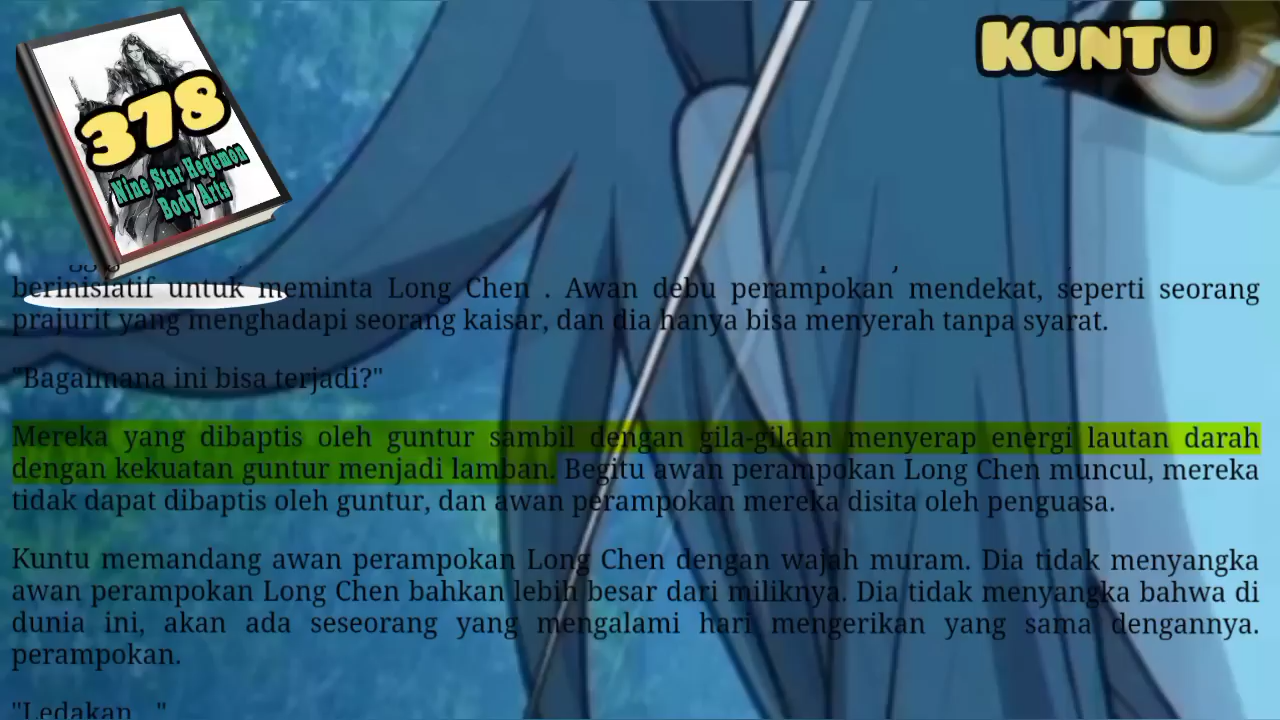 378
Nine Star Hegemon
Body Arts
KUNTU
berinisiatif untuk meminta Long Chen . Awan debu perampokan mendekat, seperti seorang
prajurit yang menghadapi seorang kaisar, dan dia hanya bisa menyerah tanpa syarat.
"Bagaimana ini bisa terjadi?"
Mereka yang dibaptis oleh guntur sambil dengan gila-gilaan menyerap energi lautan darah
dengan kekuatan guntur menjadi lamban. Begitu awan perampokan Long Chen muncul, mereka
tidak dapat dibaptis oleh guntur, dan awan perampokan mereka disita oleh penguasa.
Kuntu memandang awan perampokan Long Chen dengan wajah muram. Dia tidak menyangka
awan perampokan Long Chen bahkan lebih besar dari miliknya. Dia tidak menyangka bahwa di
dunia ini, akan ada seseorang yang mengalami hari mengerikan yang sama dengannya.
perampokan.
"Ledakan..."